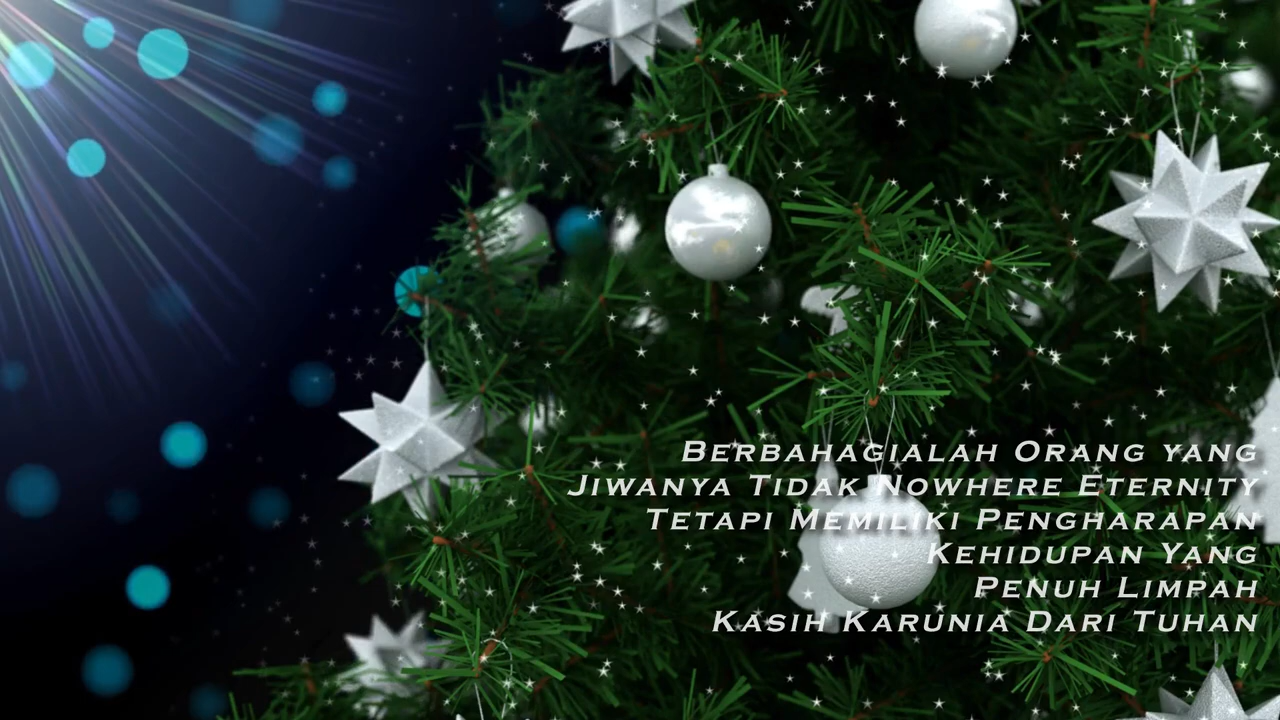 Berbahagialah Orang yang
Jiwanya Tidak Nowhere Eternity
Tetapi Memiliki Pengharapan
Kehidupan Yang
Penuh Limpah
Kasih Karunia Dari Tuhan